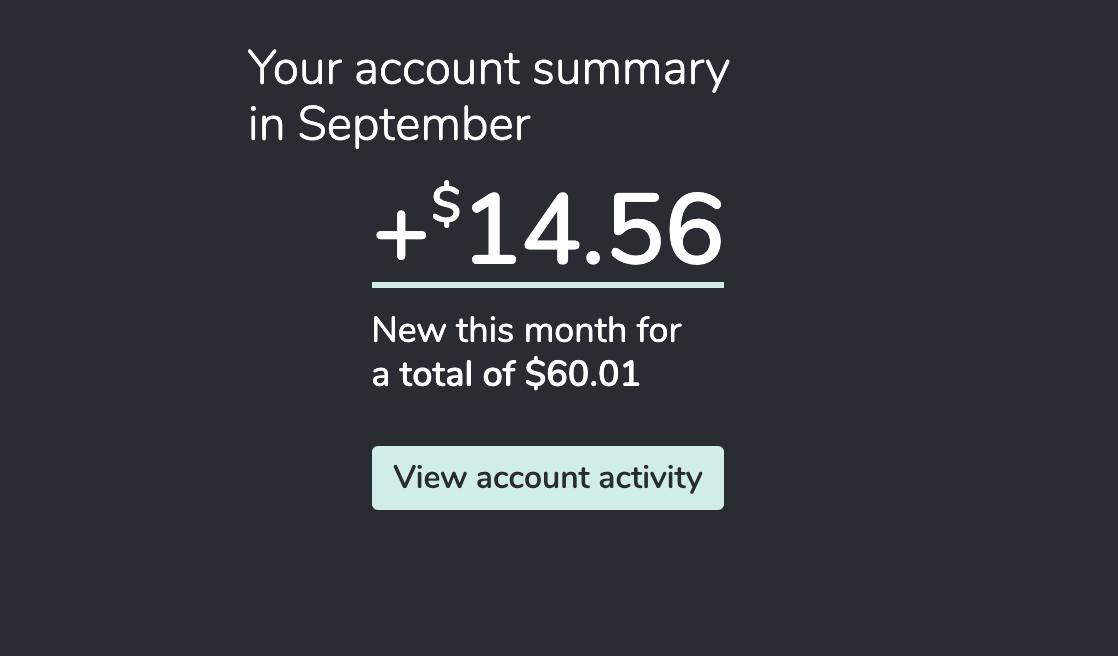 Your account summary
in September
+$14.56
New this month for
a total of $60.01
View account activity